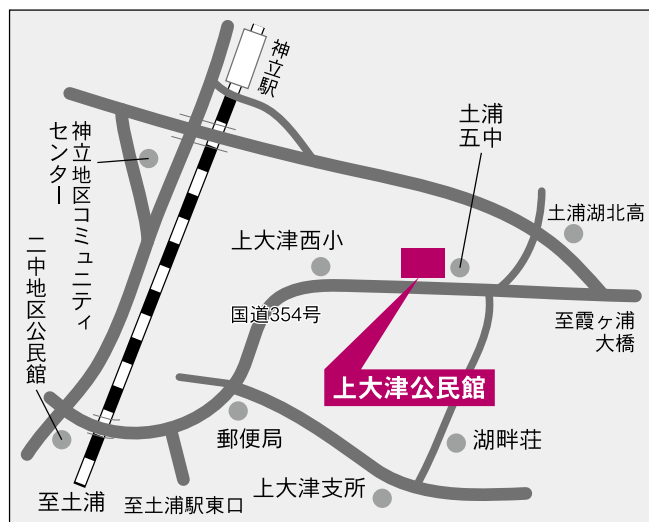 神立駅
土浦
五中
神立地区コミュニティ
センター
土浦湖北高
上大津西小
二中地区公民館
国道354号
至霞ヶ浦
大橋
上大津公民館
郵便局
湖畔荘
上大津支所
至土浦
至土浦駅東口